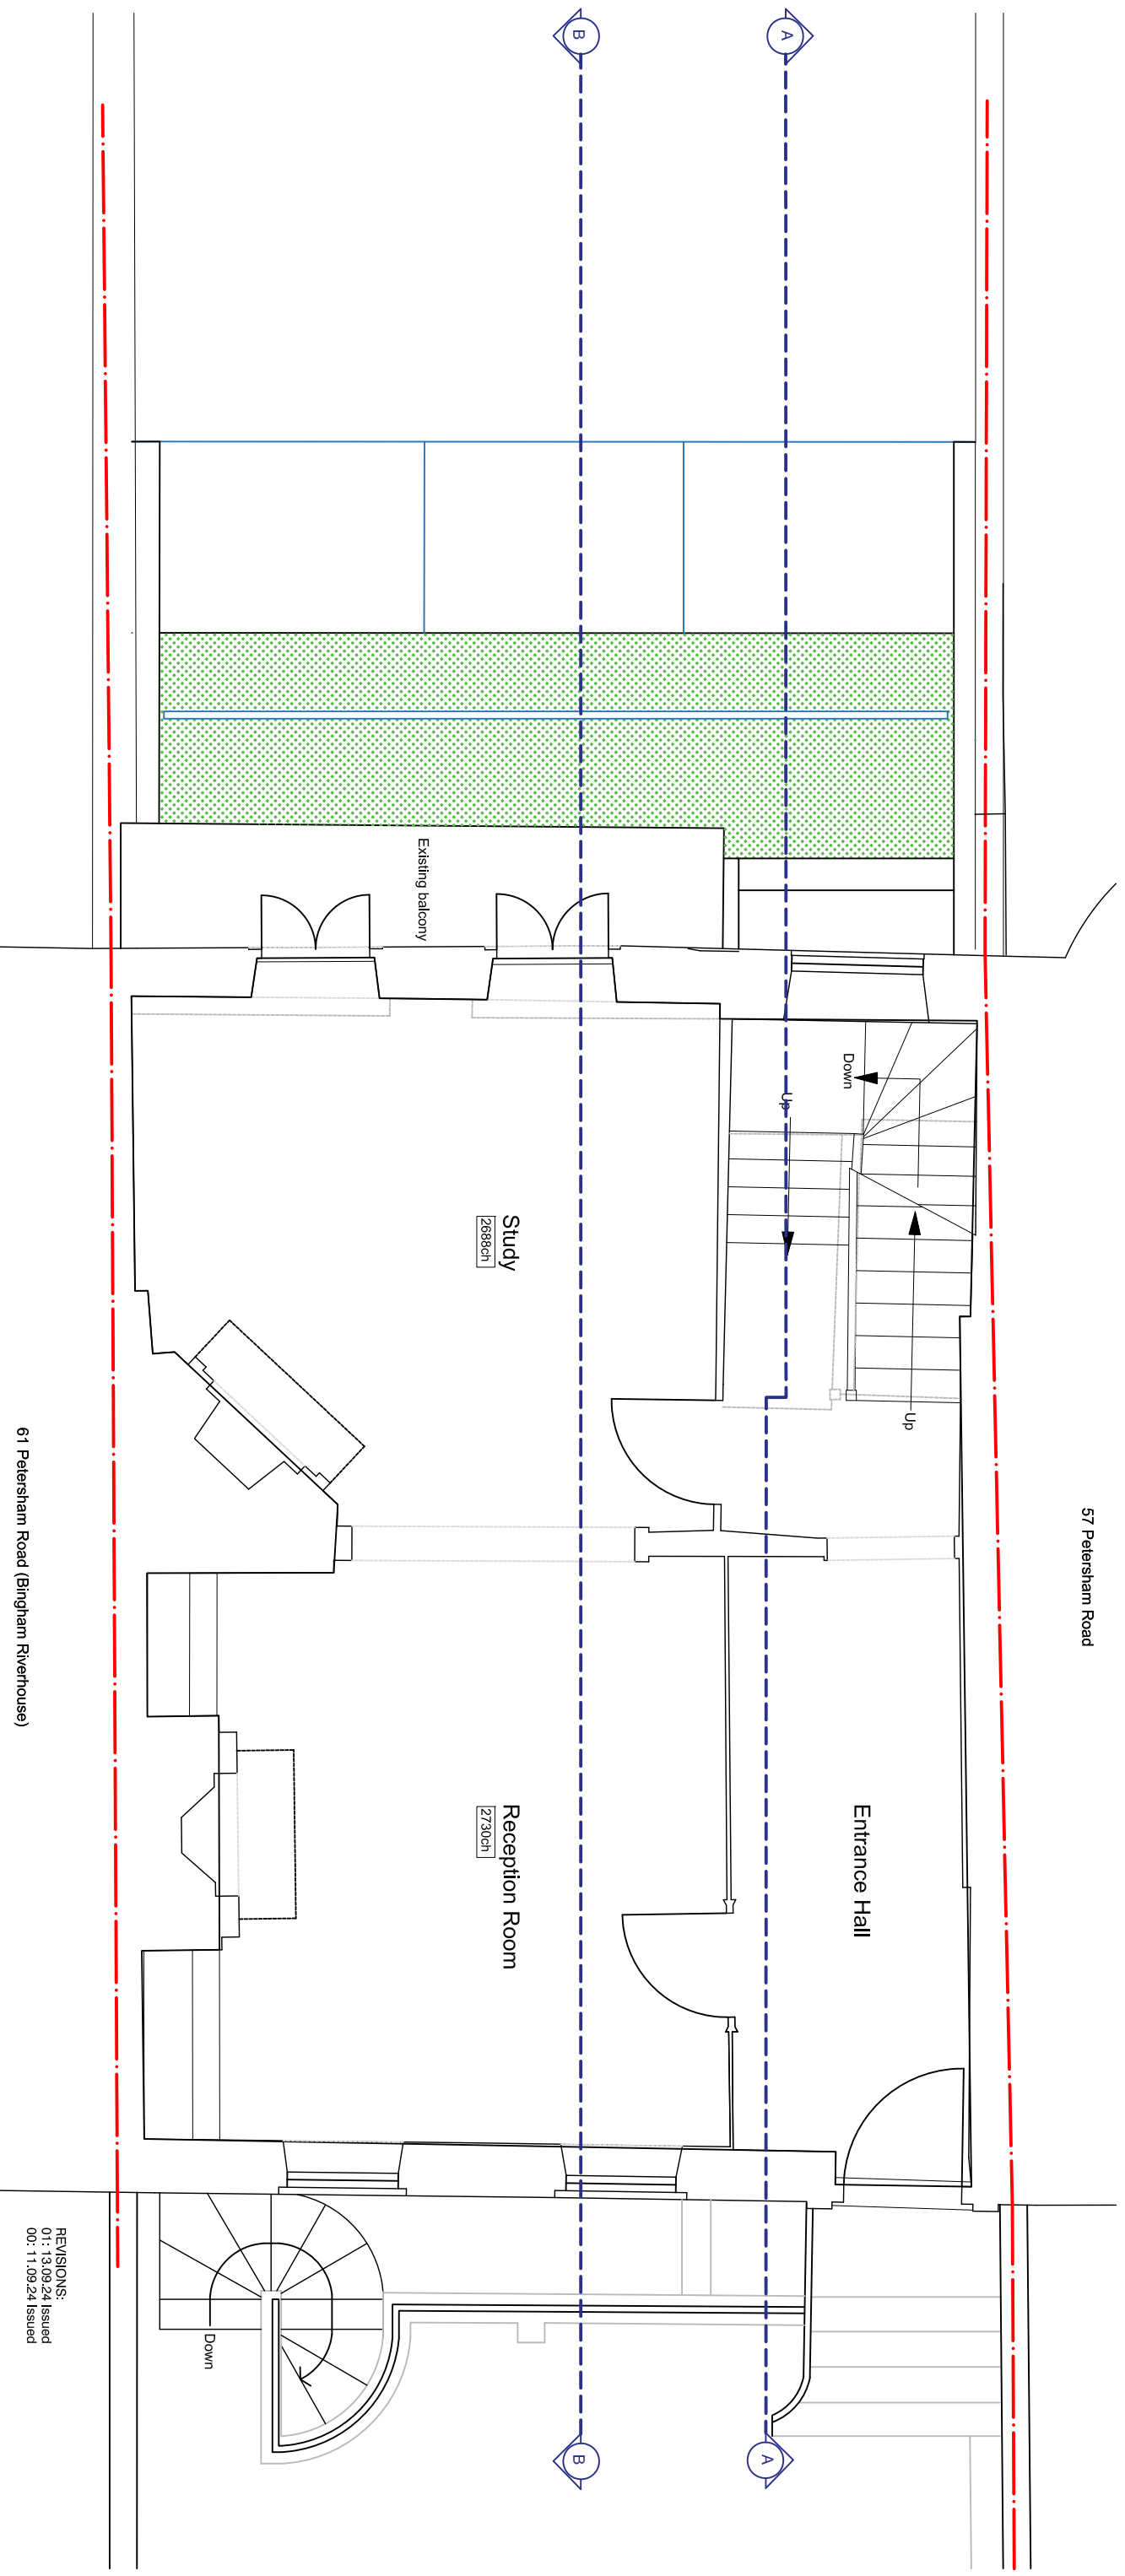 B
A
Existing balcony
Down
Up
Up
Study
2688ch
57 Petersham Road
61 Petersham Road (Bingham Riverhouse)
Entrance Hall
Reception Room
2730ch
Down
B
A
REVISIONS:
01: 13.09.24 Issued
00: 11.09.24 Issued